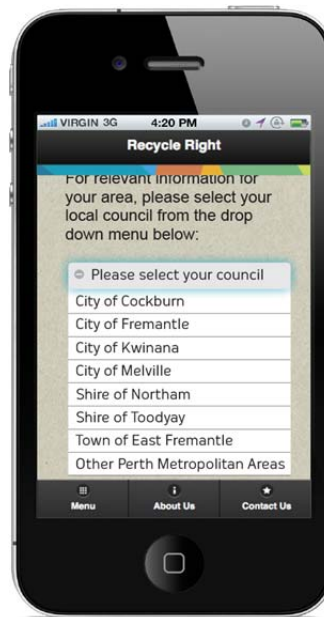 VIRGIN 3G 4:20 PM
Recycle Right
For relevant information for
your area, please select your
local council from the drop
down menu below:
Please select your council
City of Cockburn
City of Fremantle
City of Kwinana
City of Melville
Shire of Northam
Shire of Toodyay
Town of East Fremantle
Other Perth Metropolitan Areas
Menu About Us Contact Us